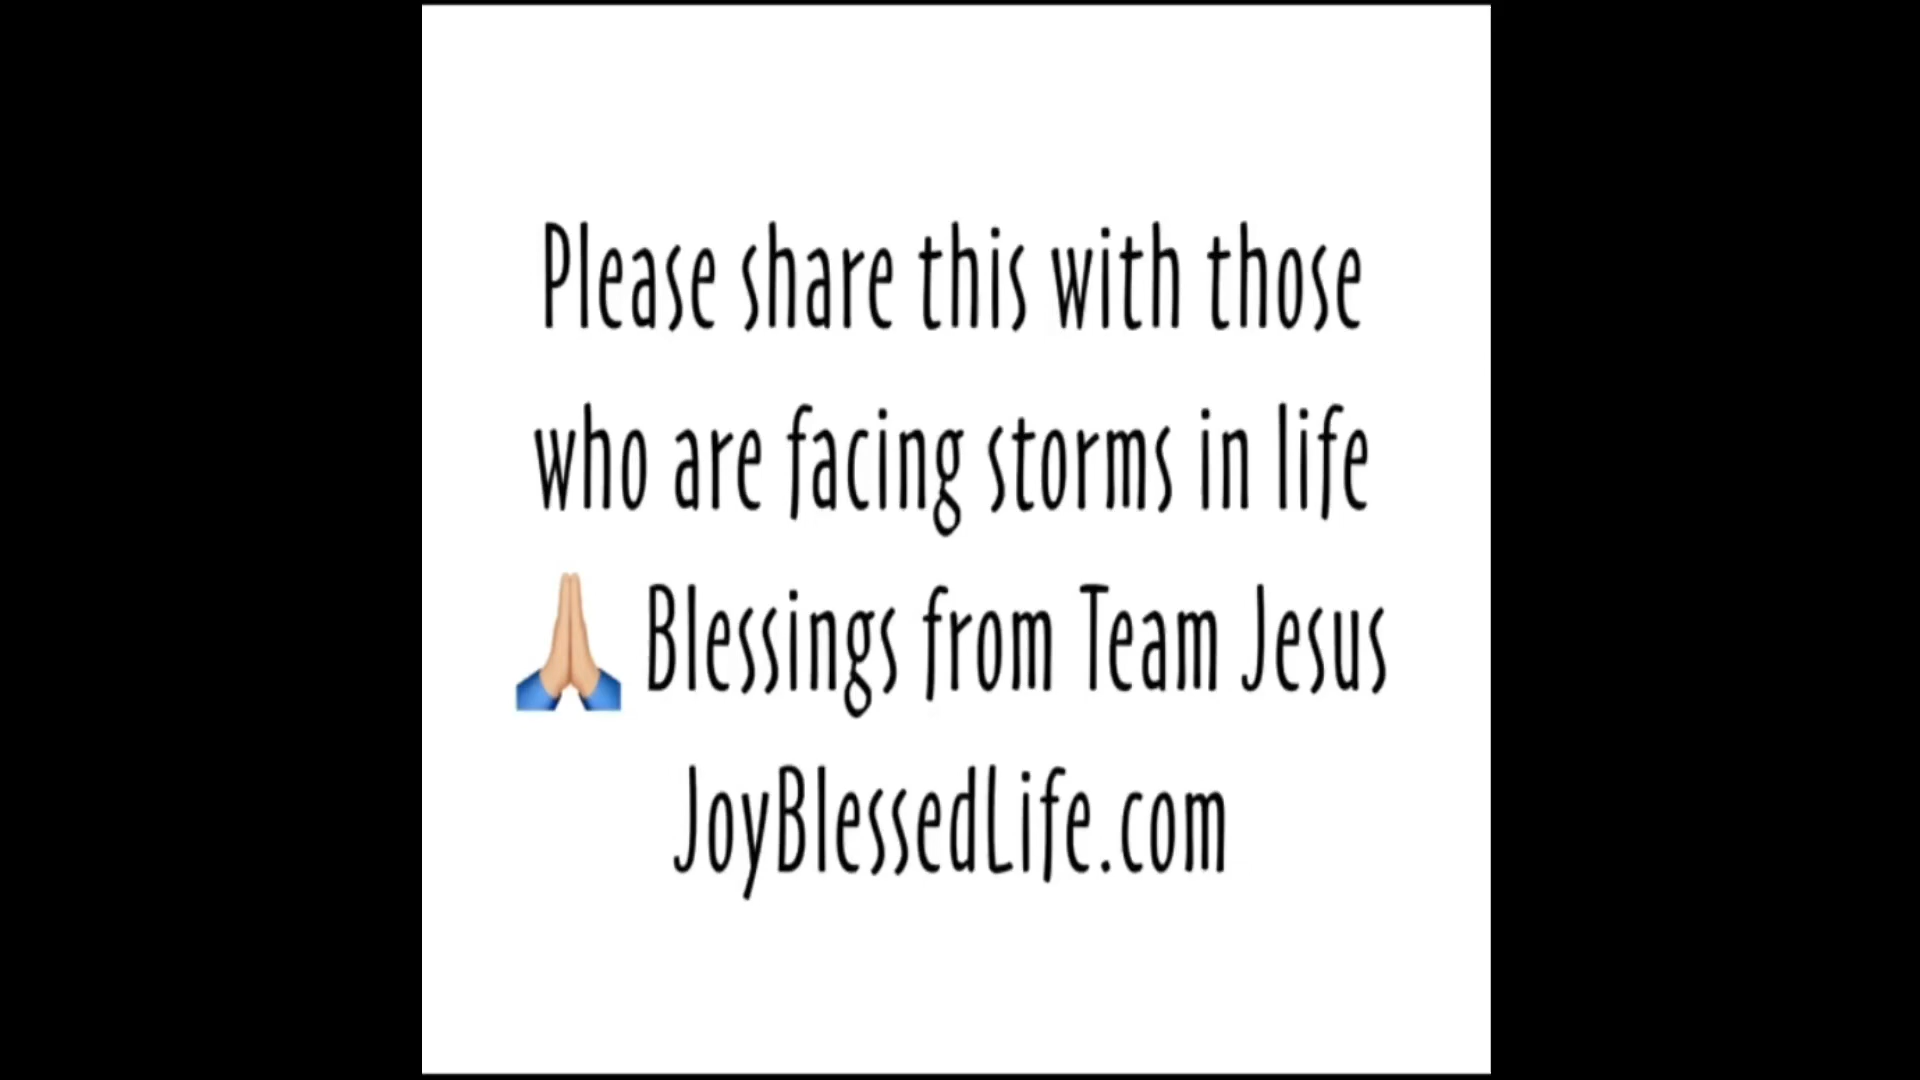 Please share this with those
who are facing storms in life
🙏🏼 Blessings from Team Jesus
JoyBlessedLife.com